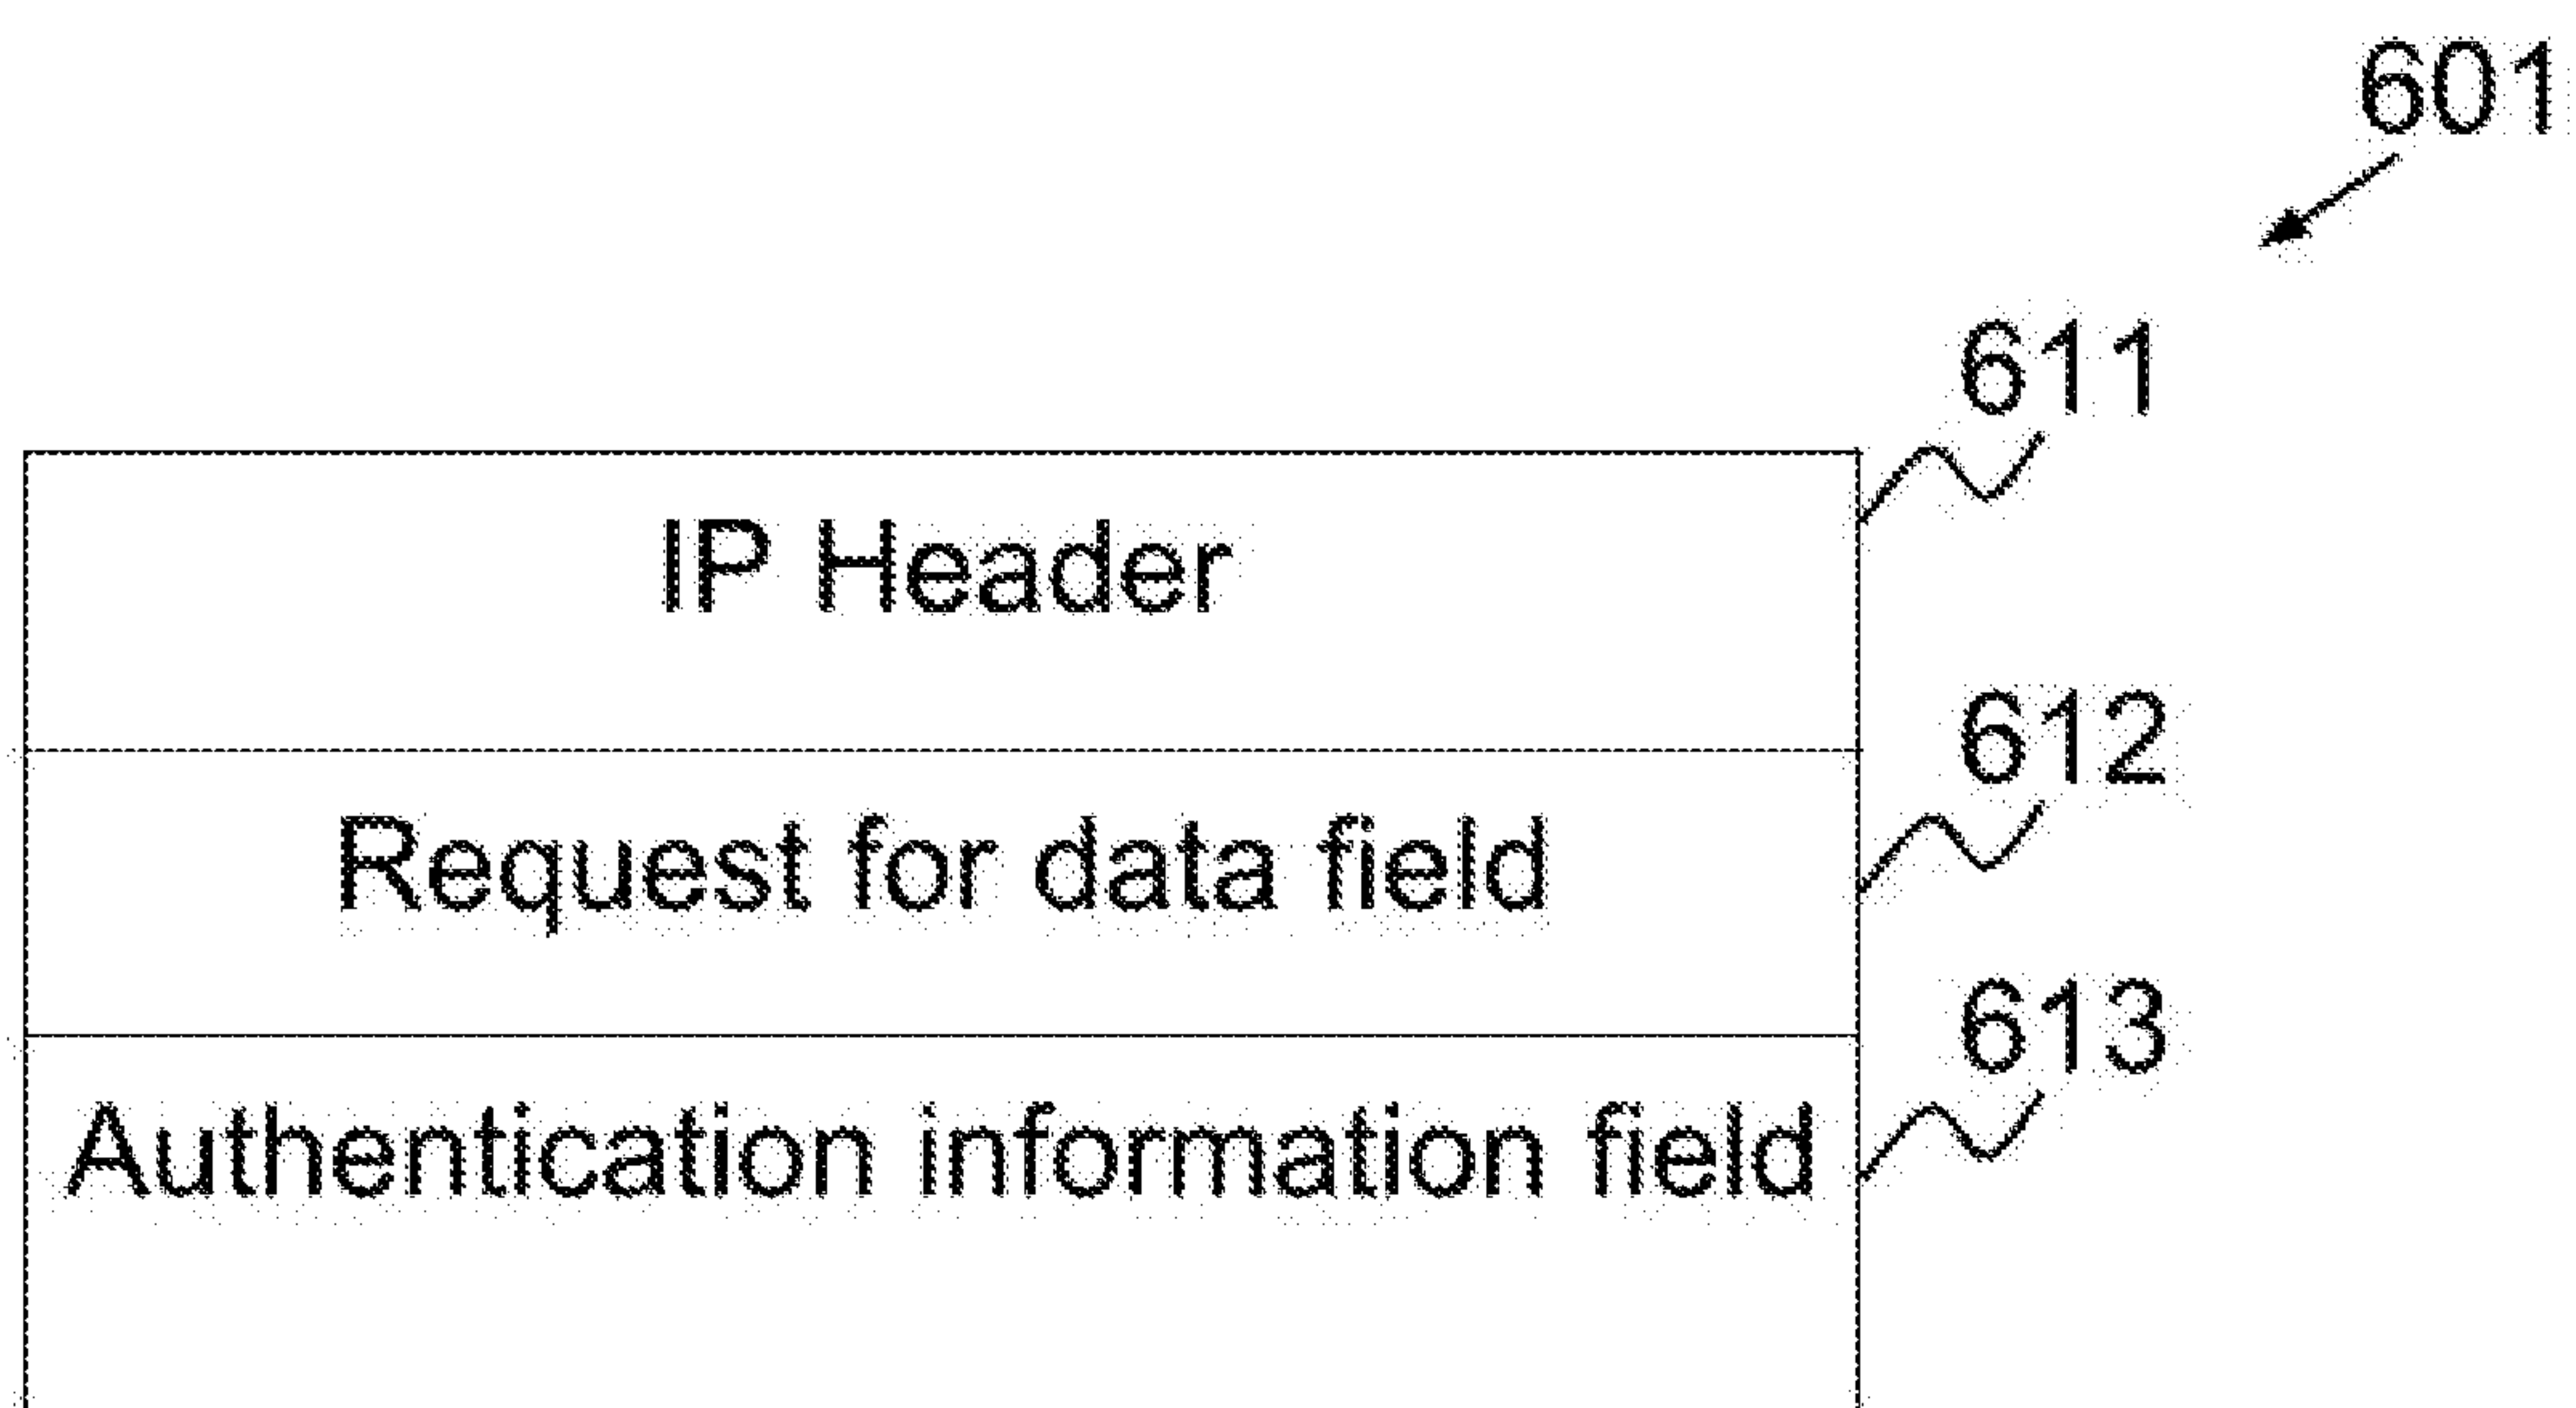 601
611
IP Header
612
Request for data field
613
Authentication information field